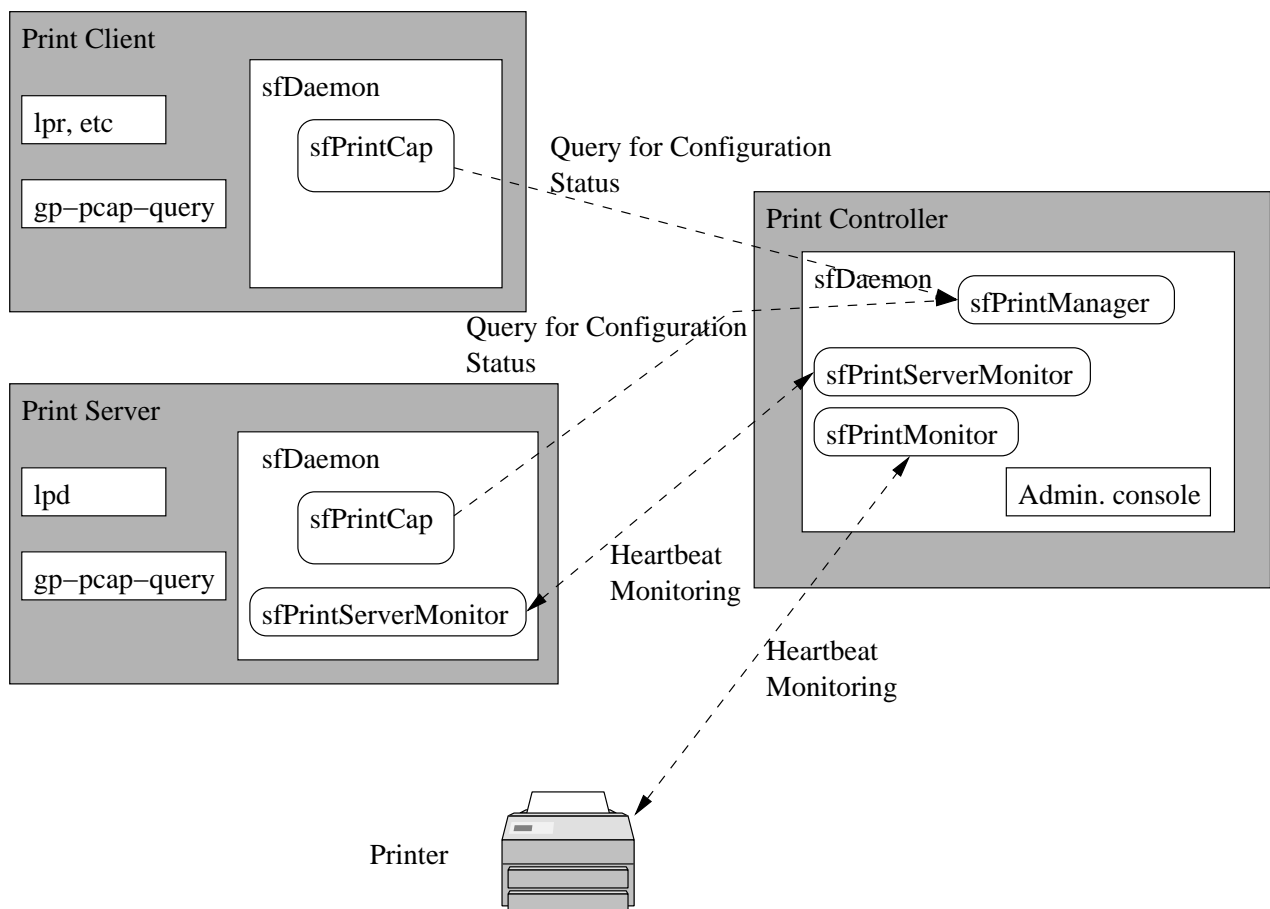 Print Client
sfDaemon
lpr, etc
sfPrintCap
gp−pcap−query
Query for Configuration
Status
Print Controller
sfDaemon
sfPrintManager
sfPrintServerMonitor
sfPrintMonitor
Admin. console
Query for Configuration
Status
Print Server
sfDaemon
lpd
sfPrintCap
gp−pcap−query
sfPrintServerMonitor
Heartbeat
Monitoring
Heartbeat
Monitoring
Printer